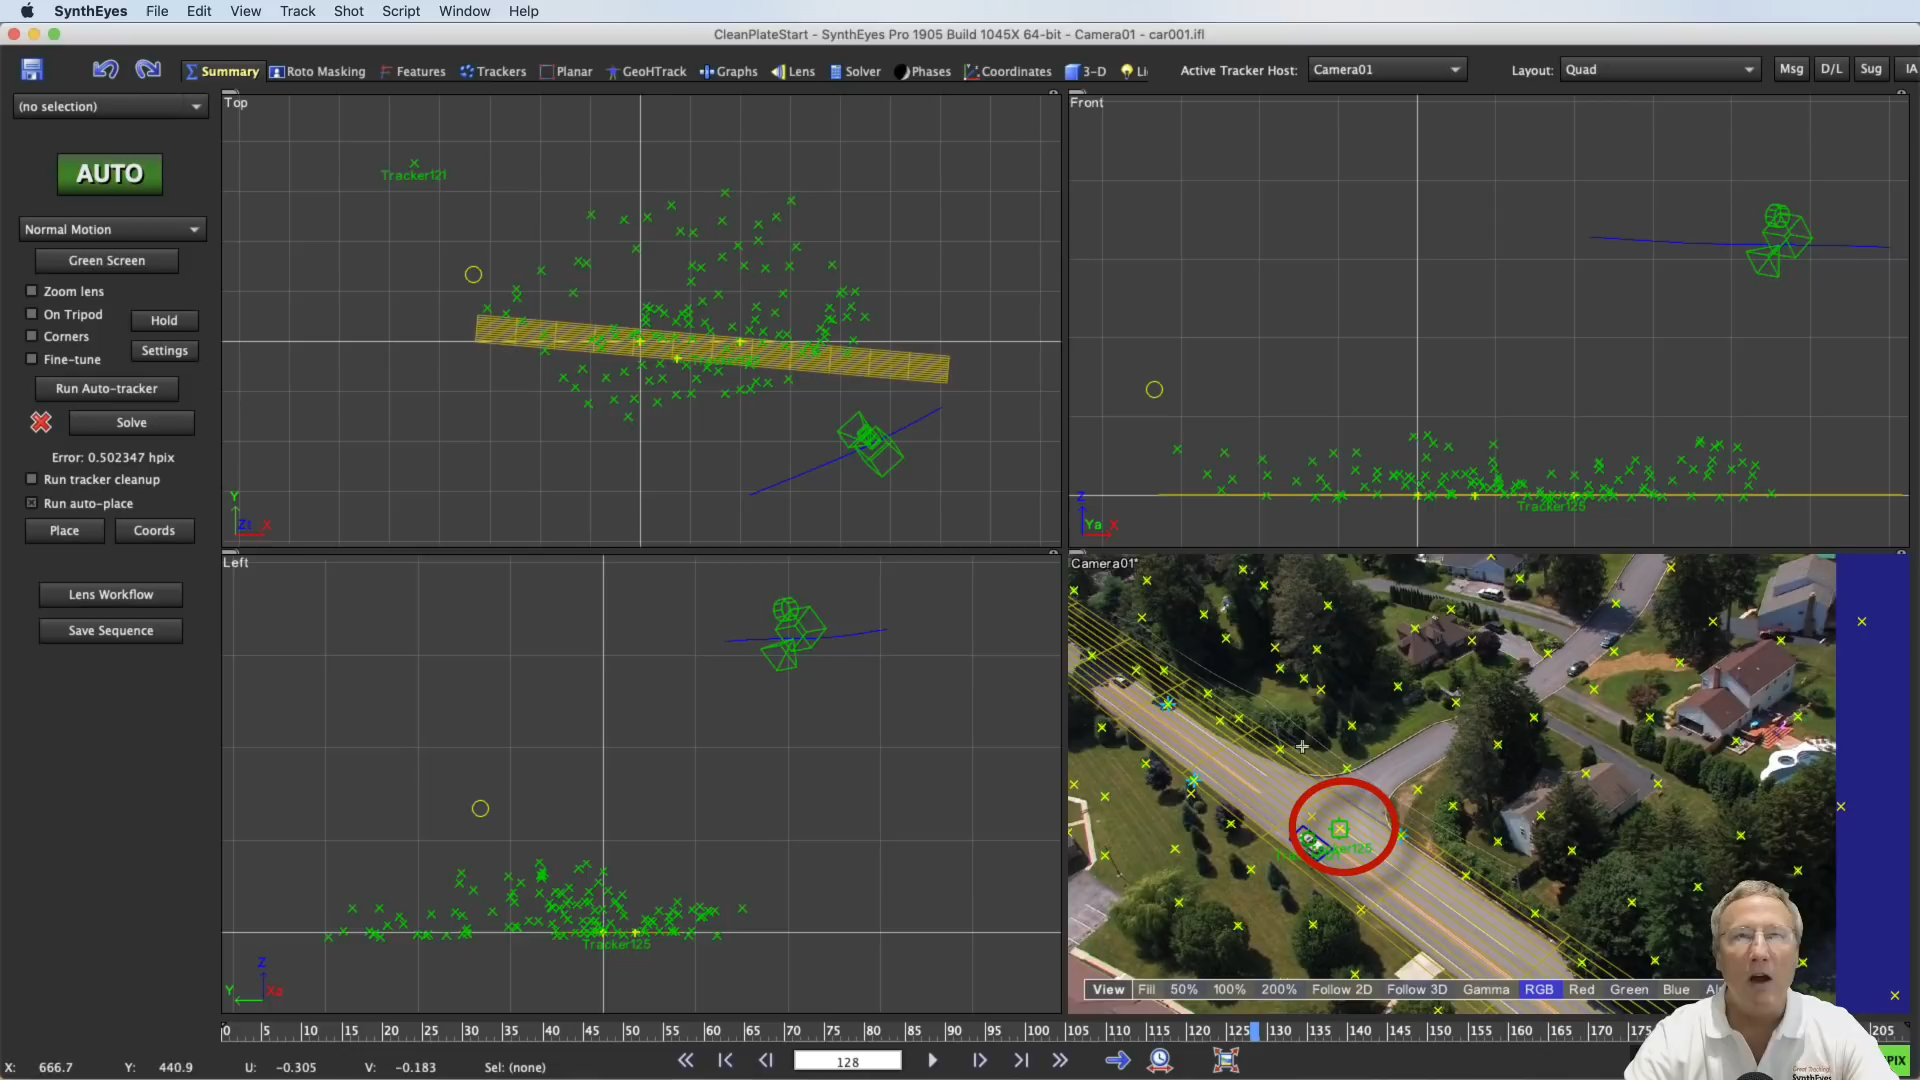 SynthEyes File Edit View Track Shot Script Window Help
CleanPlateStart - SynthEyes Pro 1905 Build 1045X 64-bit - Camera01 - car001.ifl
Summary Roto Masking Features Trackers Planar GeoHTrack Graphs Lens Solver Phases Coordinates 3-D Li Active Tracker Host: Camera01 Layout: Quad Msg D/L Sug IA
(no selection)
Top
Front
AUTO
Tracker121
Normal Motion
Green Screen
Zoom lens
On Tripod
Hold
Corners
Settings
Fine-tune
Run Auto-tracker
Solve
Error: 0.502347 hpix
Run tracker cleanup
Run auto-place
Place Coords
Y
X
Z
Ya X
Tracker125
Lens Workflow
Save Sequence
Left
Camera01*
Tracker125
Z
Y
View Fill 50% 100% 200% Follow 2D Follow 3D Gamma RGB Red Green Blue
0 5 10 15 20 25 30 35 40 45 50 55 60 65 70 75 80 85 90 95 100 105 110 115 120 125 130 135 140 145 150 155 160 165 170 175 205
128
X: 666.7 Y: 440.9 U: -0.305 V: -0.183 Sel: (none)
SynthEyes